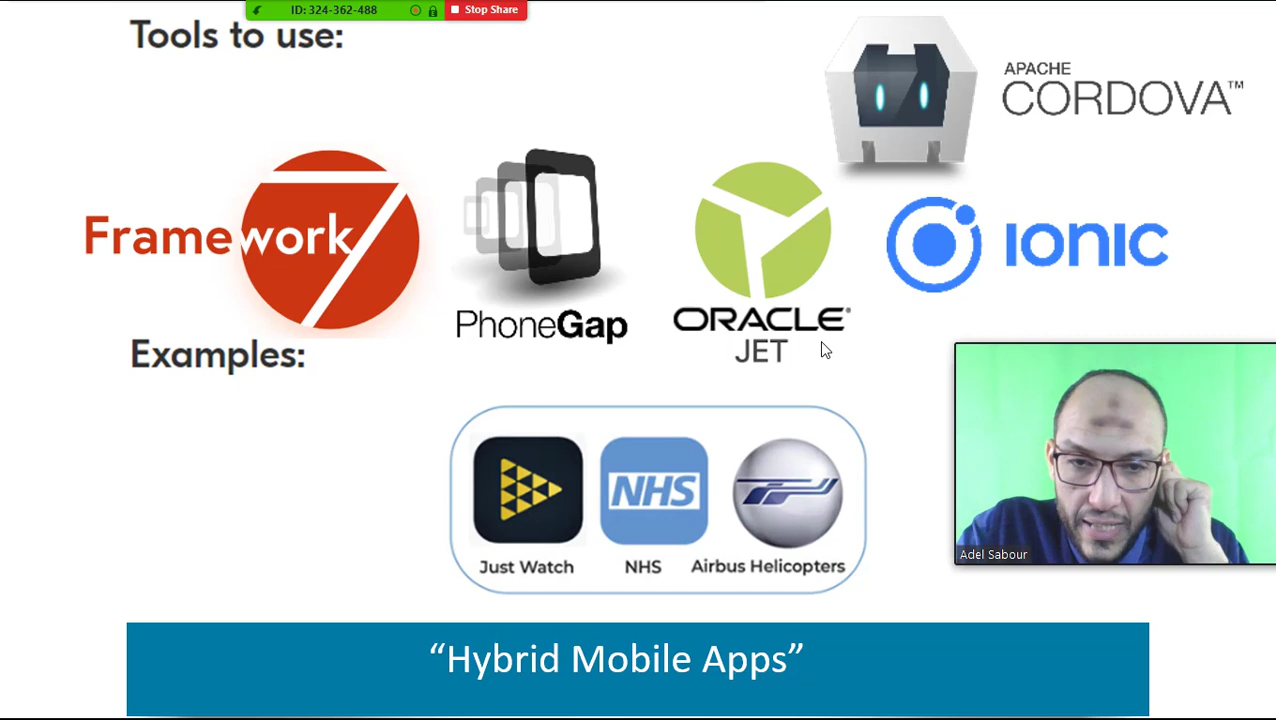 ID: 324-362-488
Stop Share
Tools to use:
APACHE
CORDOVA™
Framework
PhoneGap
ORACLE®
JET
ionic
Examples:
NHS
Just Watch
NHS
Airbus Helicopters
Adel Sabour
“Hybrid Mobile Apps”